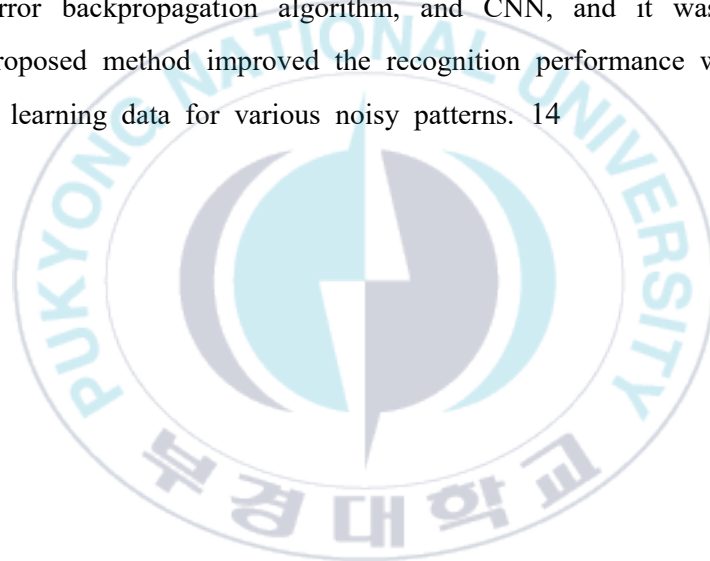 rror backpropagation algorithm, and CNN, and it was
roposed method improved the recognition performance w
learning data for various noisy patterns. 14
PUKYONG NATIONAL UNIVERSITY
부경대학교